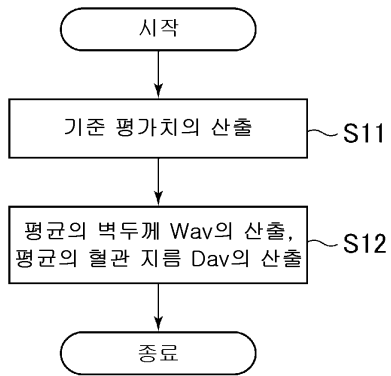 시작
기준 평가치의 산출
S11
평균의 벽두께 Wav의 산출,
평균의 혈관 지름 Dav의 산출
S12
종료